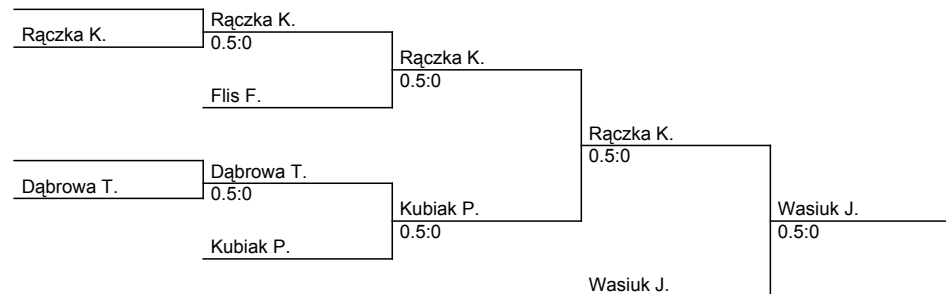 Rączka K.
Rączka K.
0.5:0
Rączka K.
0.5:0
Flis F.
Rączka K.
0.5:0
Dąbrowa T.
Dąbrowa T.
0.5:0
Kubiak P.
0.5:0
Wasiuk J.
0.5:0
Kubiak P.
Wasiuk J.